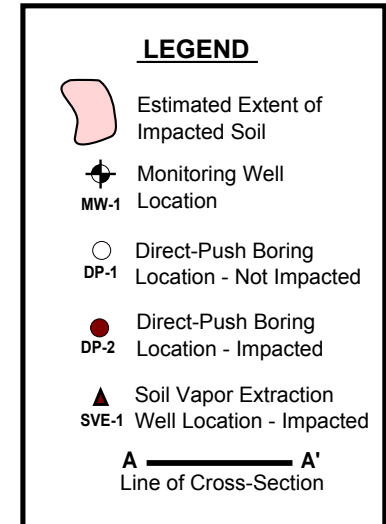 LEGEND
Estimated Extent of
Impacted Soil
Monitoring Well
MW-1 Location
Direct-Push Boring
DP-1 Location - Not Impacted
Direct-Push Boring
DP-2 Location - Impacted
Soil Vapor Extraction
SVE-1 Well Location - Impacted
A A'
Line of Cross-Section